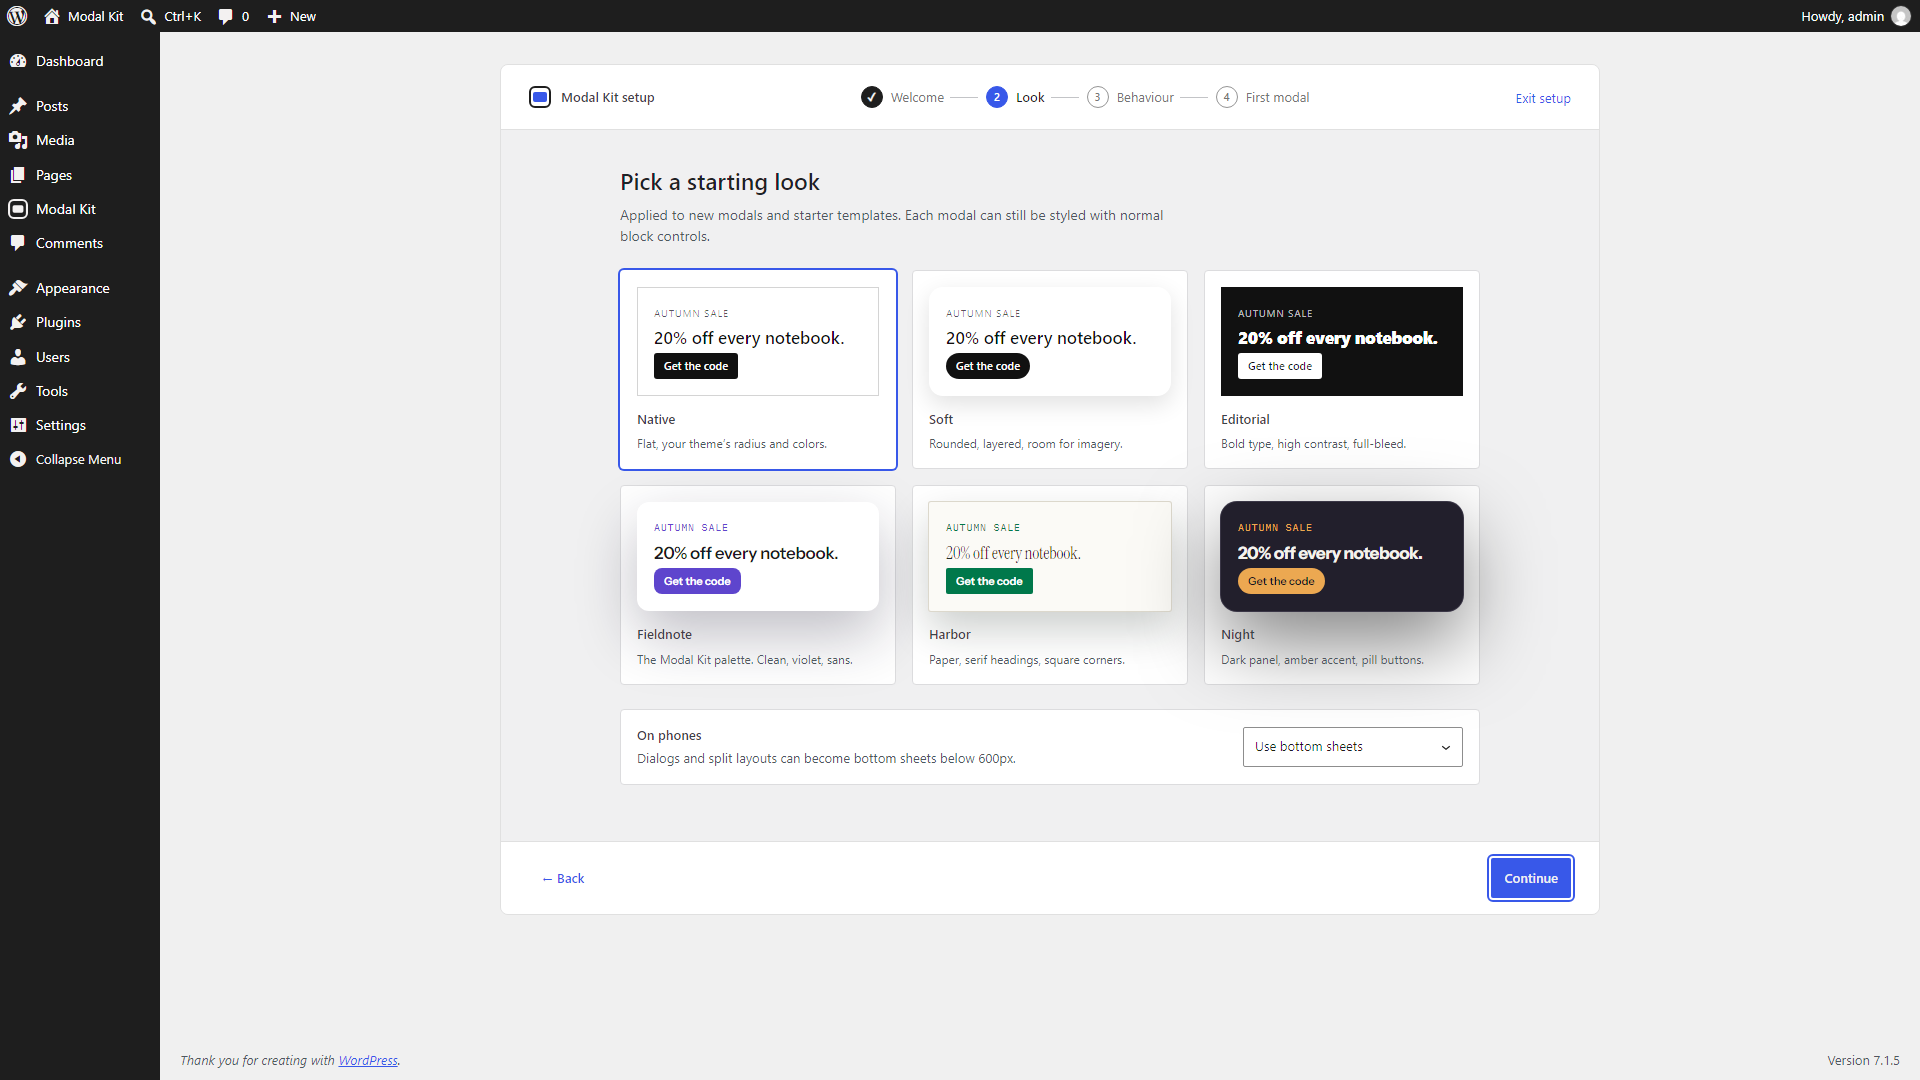 Modal Kit
Ctrl+K
0
New
Howdy, admin
Dashboard
Posts
Media
Pages
Modal Kit
Comments
Appearance
Plugins
Users
Tools
Settings
Collapse Menu
Modal Kit setup
Welcome
2 Look
3 Behaviour
4 First modal
Exit setup
Pick a starting look
Applied to new modals and starter templates. Each modal can still be styled with normal
block controls.
AUTUMN SALE
20% off every notebook.
Get the code
Native
Flat, your theme's radius and colors.
AUTUMN SALE
20% off every notebook.
Get the code
Soft
Rounded, layered, room for imagery.
AUTUMN SALE
20% off every notebook.
Get the code
Editorial
Bold type, high contrast, full-bleed.
AUTUMN SALE
20% off every notebook.
Get the code
Fieldnote
The Modal Kit palette. Clean, violet, sans.
AUTUMN SALE
20% off every notebook.
Get the code
Harbor
Paper, serif headings, square corners.
AUTUMN SALE
20% off every notebook.
Get the code
Night
Dark panel, amber accent, pill buttons.
On phones
Dialogs and split layouts can become bottom sheets below 600px.
Use bottom sheets
← Back
Continue
Thank you for creating with WordPress.
Version 7.1.5